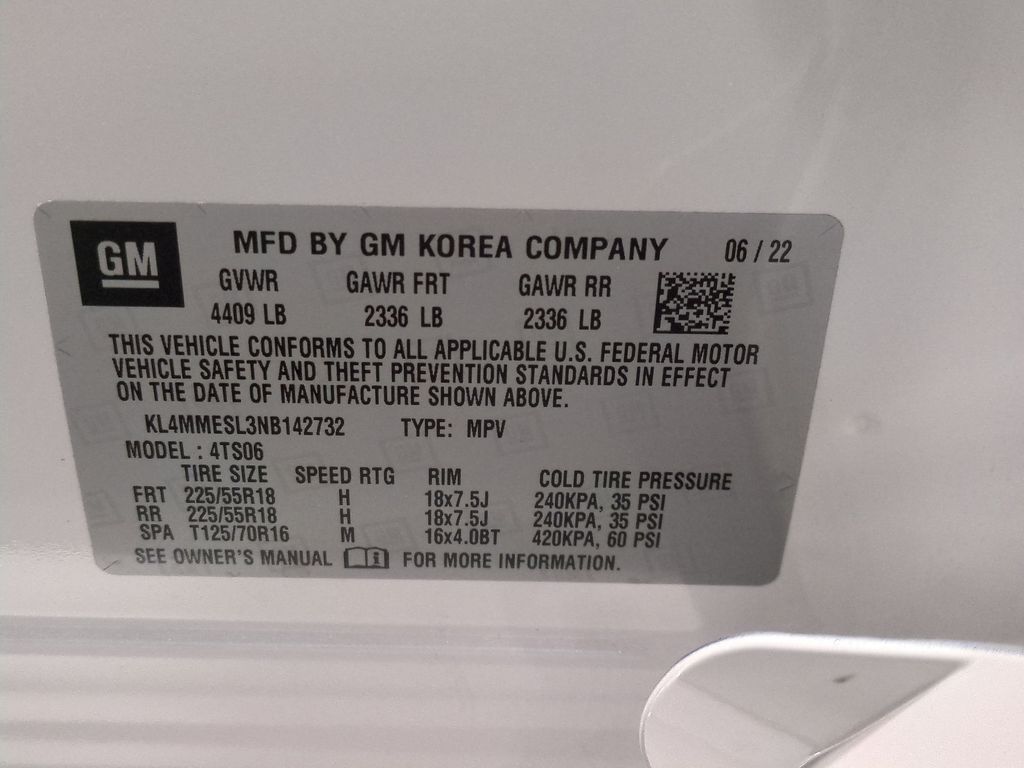 GM
MFD BY GM KOREA COMPANY 06 / 22
GVWR GAWR FRT GAWR RR
4409 LB 2336 LB 2336 LB
THIS VEHICLE CONFORMS TO ALL APPLICABLE U.S. FEDERAL MOTOR
VEHICLE SAFETY AND THEFT PREVENTION STANDARDS IN EFFECT
ON THE DATE OF MANUFACTURE SHOWN ABOVE.
KL4MMESL3NB142732 TYPE: MPV
MODEL : 4TS06
TIRE SIZE SPEED RTG RIM COLD TIRE PRESSURE
FRT 225/55R18 H 18x7.5J 240KPA, 35 PSI
RR 225/55R18 H 18x7.5J 240KPA, 35 PSI
SPA T125/70R16 M 16x4.0BT 420KPA, 60 PSI
SEE OWNER'S MANUAL FOR MORE INFORMATION.